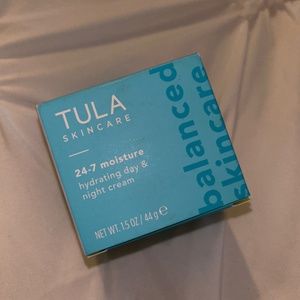 TULA
SKINCARE
24-7 moisture
hydrating day &
night cream
NET WT. 1.5 OZ / 44 g ℮
balanced
skincare